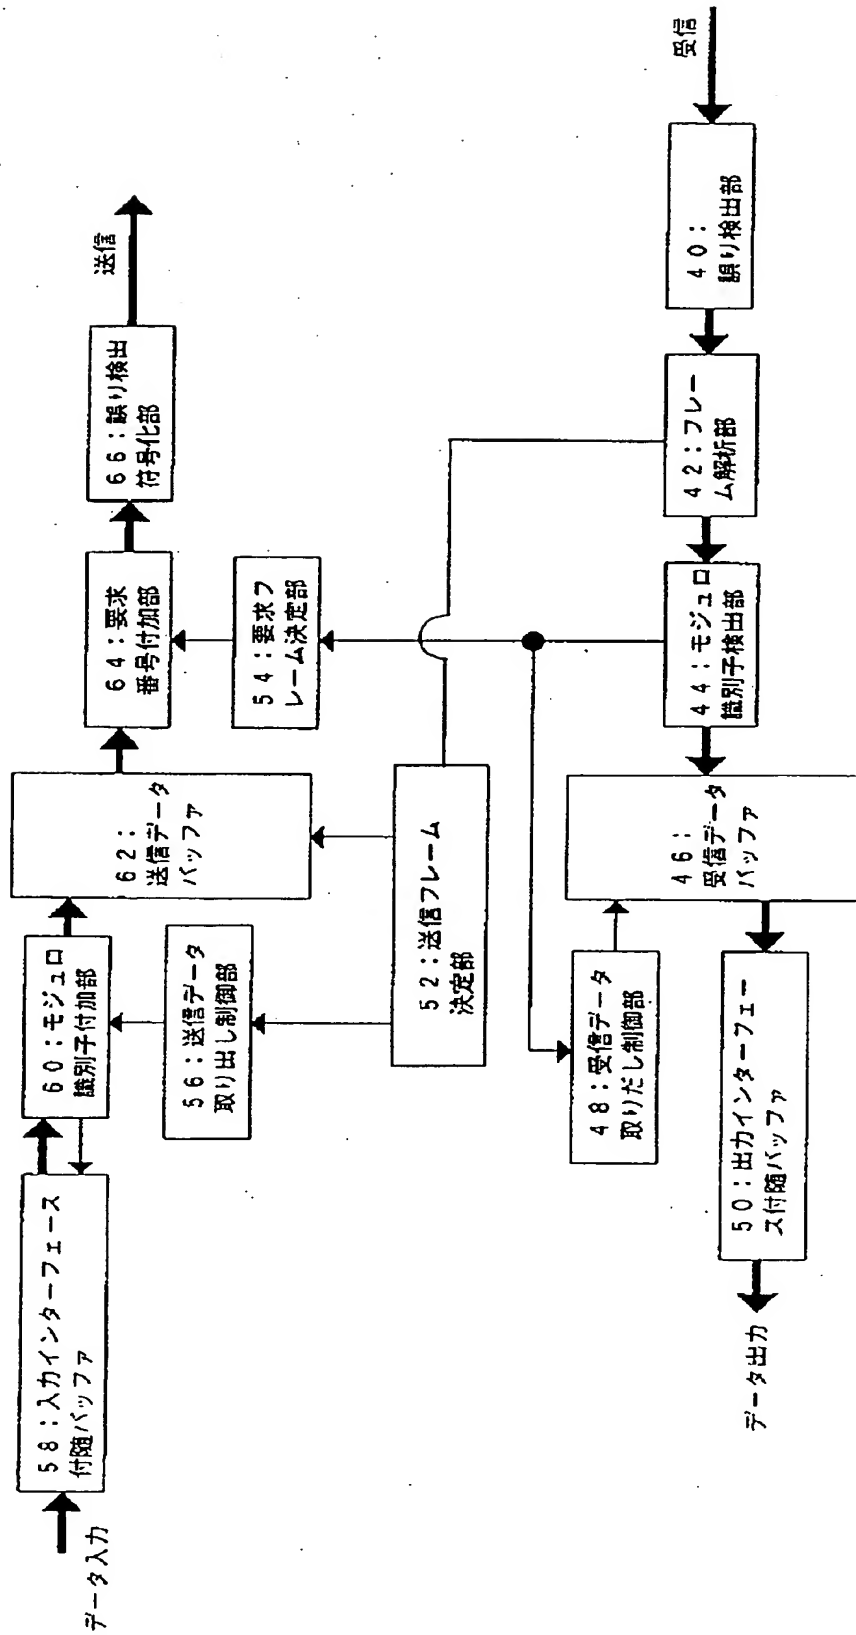 データ入力
58：入力インターフェース
付随バッファ
60：モジュロ
識別子付加部
62：
送信データ
バッファ
64：要求
番号付加部
66：誤り検出
符号化部
送信
56：送信データ
取り出し制御部
54：要求フ
レーム決定部
52：送信フレーム
決定部
データ出力
50：出力インターフェー
ス付随バッファ
48：受信データ
取りだし制御部
46：
受信データ
バッファ
44：モジュロ
識別子検出部
42：フレー
ム解析部
40：
誤り検出部
受信